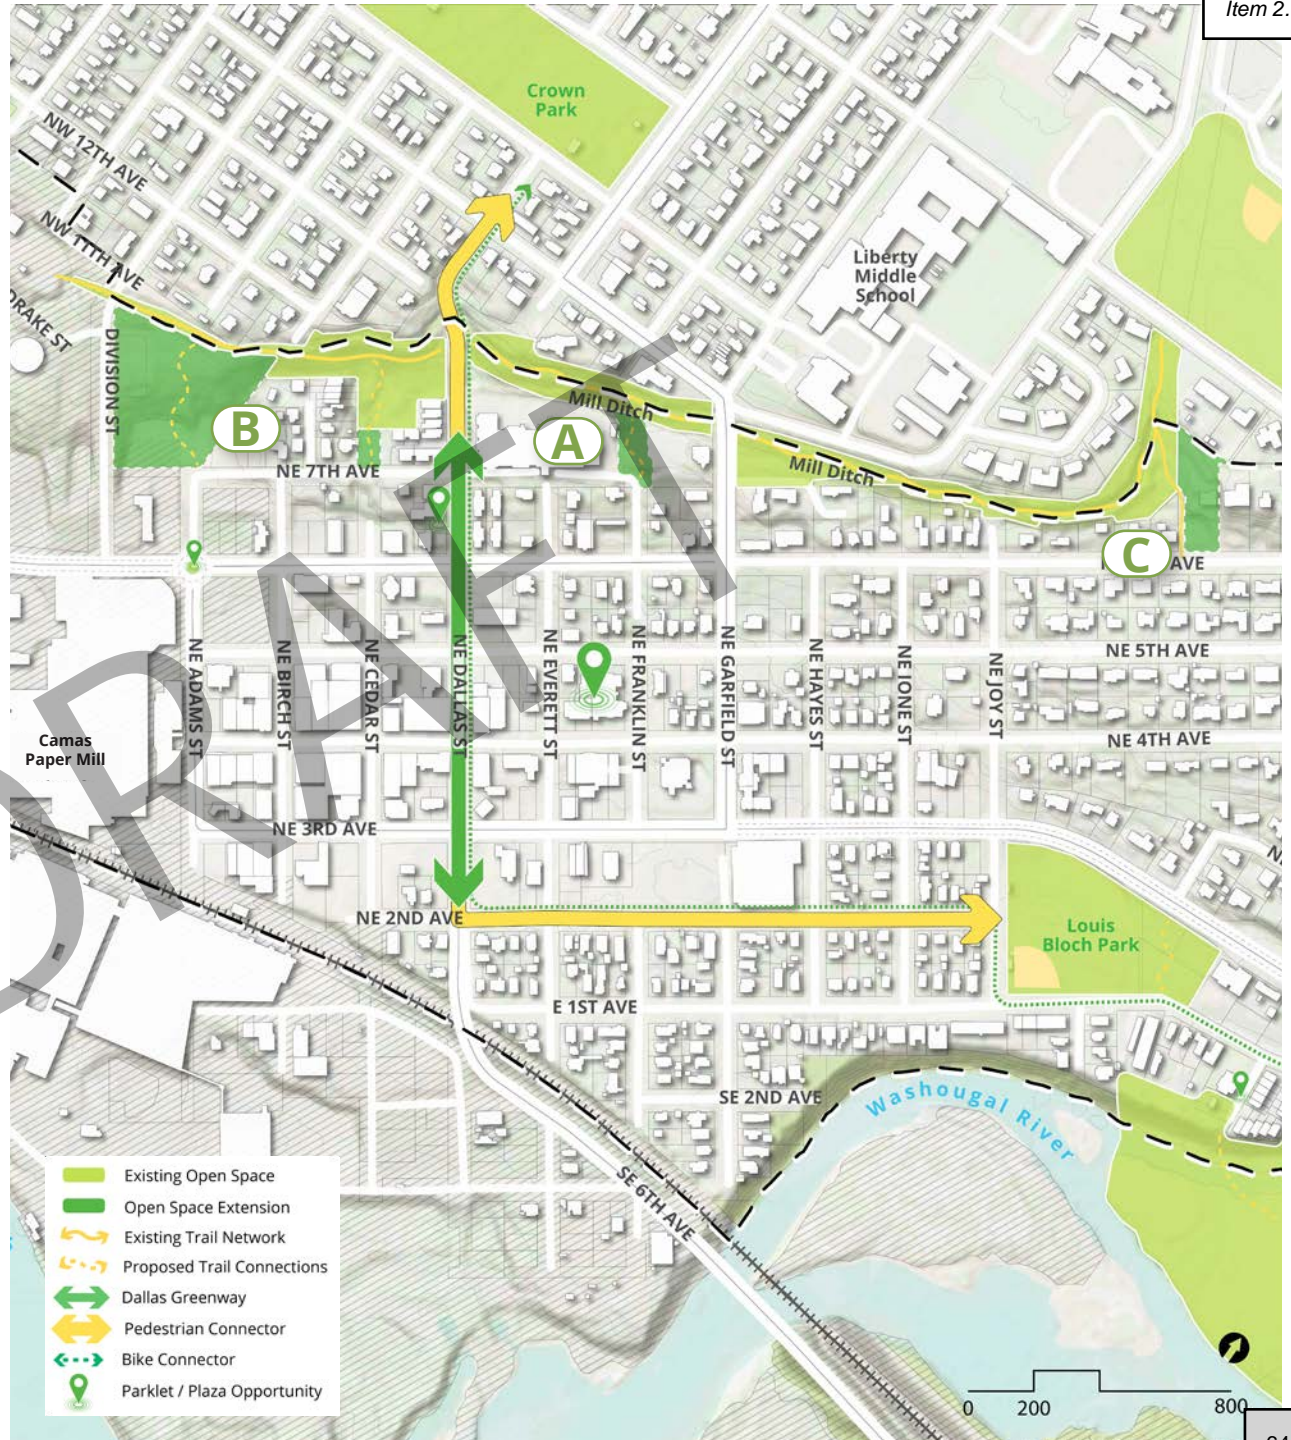 Item 2.
Crown
Park
NW 12TH AVE
NW 11TH AVE
DRAKE ST
DIVISION ST
Liberty
Middle
School
Mill Ditch
Mill Ditch
B
A
C
NE 7TH AVE
AVE
NE 5TH AVE
NE 4TH AVE
NE ADAMS ST
NE BIRCH ST
NE CEDAR ST
NE DALLAS ST
NE EVERETT ST
NE FRANKLIN ST
NE GARFIELD ST
NE HAYES ST
NE IONE ST
NE JOY ST
Camas
Paper Mill
DRAFT
NE 3RD AVE
NE 2ND AVE
Louis
Bloch Park
E 1ST AVE
SE 2ND AVE
Washougal River
SE 6TH AVE
Existing Open Space
Open Space Extension
Existing Trail Network
Proposed Trail Connections
Dallas Greenway
Pedestrian Connector
Bike Connector
Parklet / Plaza Opportunity
0 200 800